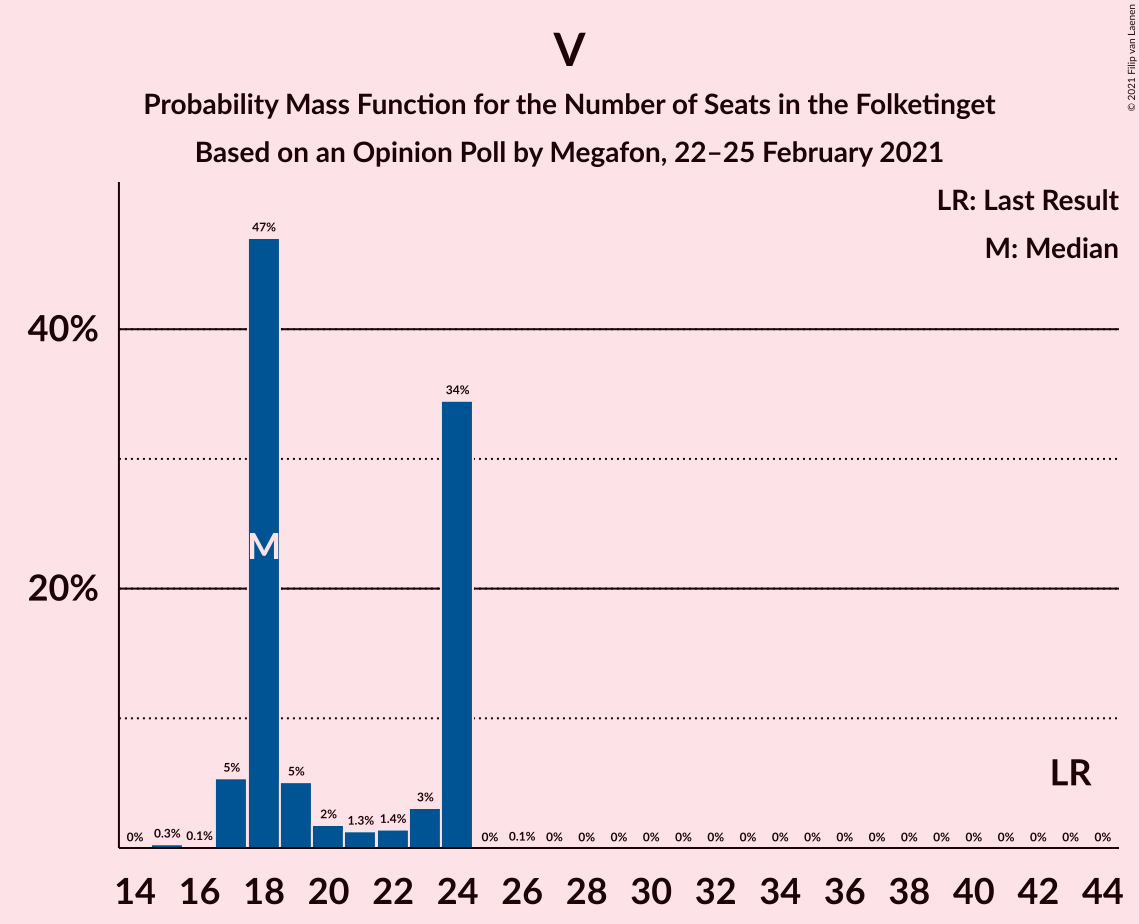 V
Probability Mass Function for the Number of Seats in the Folketinget
Based on an Opinion Poll by Megafon, 22–25 February 2021
© 2021 Filip van Laenen
LR: Last Result
M: Median
47%
40%
34%
M
20%
LR
0% 0.3% 0.1% 5% 5% 2% 1.3% 1.4% 3% 0% 0.1% 0% 0% 0% 0% 0% 0% 0% 0% 0% 0% 0% 0% 0% 0% 0% 0% 0% 0%
14 16 18 20 22 24 26 28 30 32 34 36 38 40 42 44